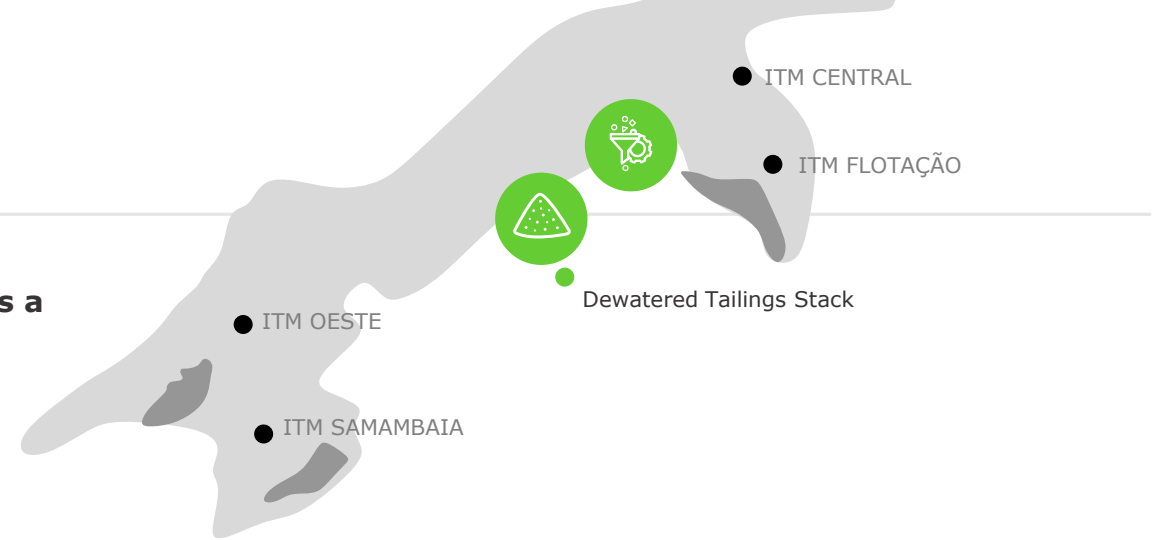 ITM CENTRAL
ITM FLOTAÇÃO
s a
Dewatered Tailings Stack
ITM OESTE
ITM SAMAMBAIA